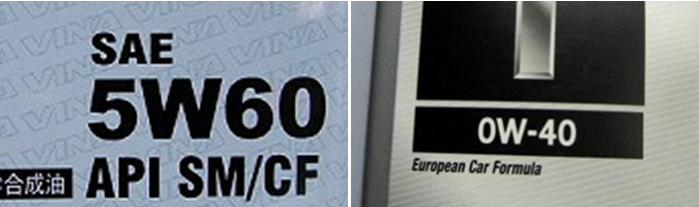 SAE
5W60
合成油 API SM/CF
0W-40
European Car Formula